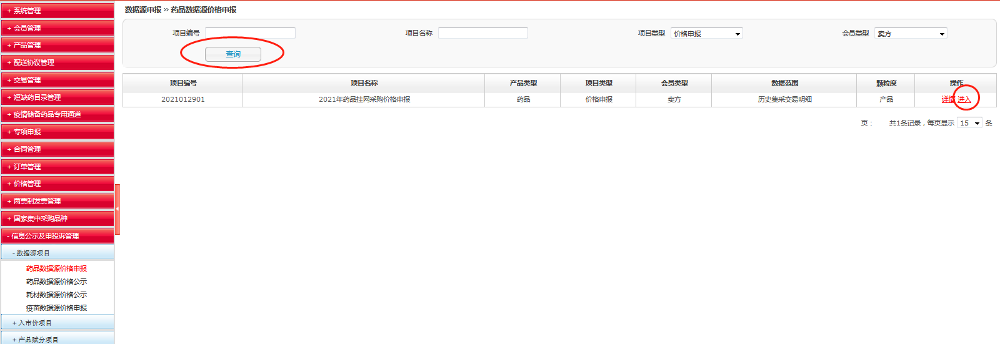 + 系统管理
+ 会员管理
+ 产品管理
+ 配送协议管理
+ 交易管理
+ 短缺药目录管理
+ 疫情储备药品专用通道
+ 专项申报
+ 合同管理
+ 订单管理
+ 价格管理
+ 两票制发票管理
+ 国家集中采购品种
- 信息公示及申投诉管理
- 数据源项目
药品数据源价格申报
药品数据源价格公示
耗材数据源价格公示
疫苗数据源价格申报
+ 入市价项目
+ 产品赋分项目
数据源申报 >> 药品数据源价格申报
项目编号 项目名称 项目类型 价格申报 会员类型 卖方
查询
项目编号 项目名称 产品类型 项目类型 会员类型 数据范围 颗粒度 操作
2021012901 2021年药品挂网采购价格申报 药品 价格申报 卖方 历史集采交易明细 产品 详情 进入
页： 共1条记录，每页显示 15 条